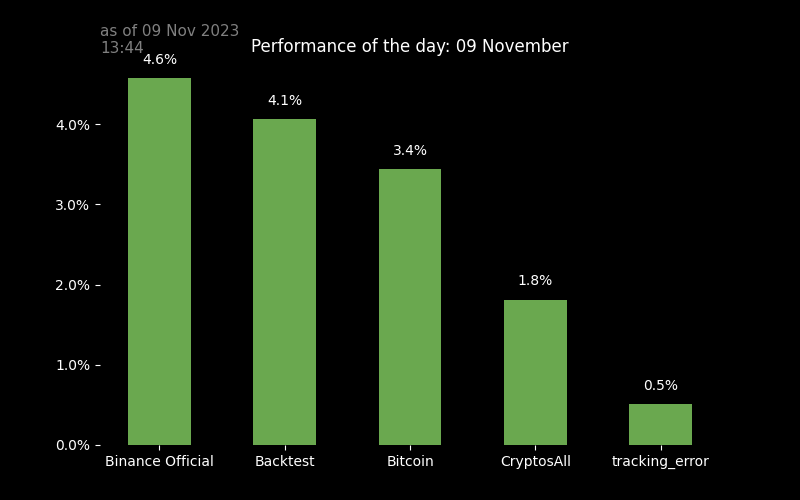 as of 09 Nov 2023
13:44
Performance of the day: 09 November
4.6%
4.1%
3.4%
1.8%
0.5%
4.0%
3.0%
2.0%
1.0%
0.0%
Binance Official
Backtest
Bitcoin
CryptosAll
tracking_error